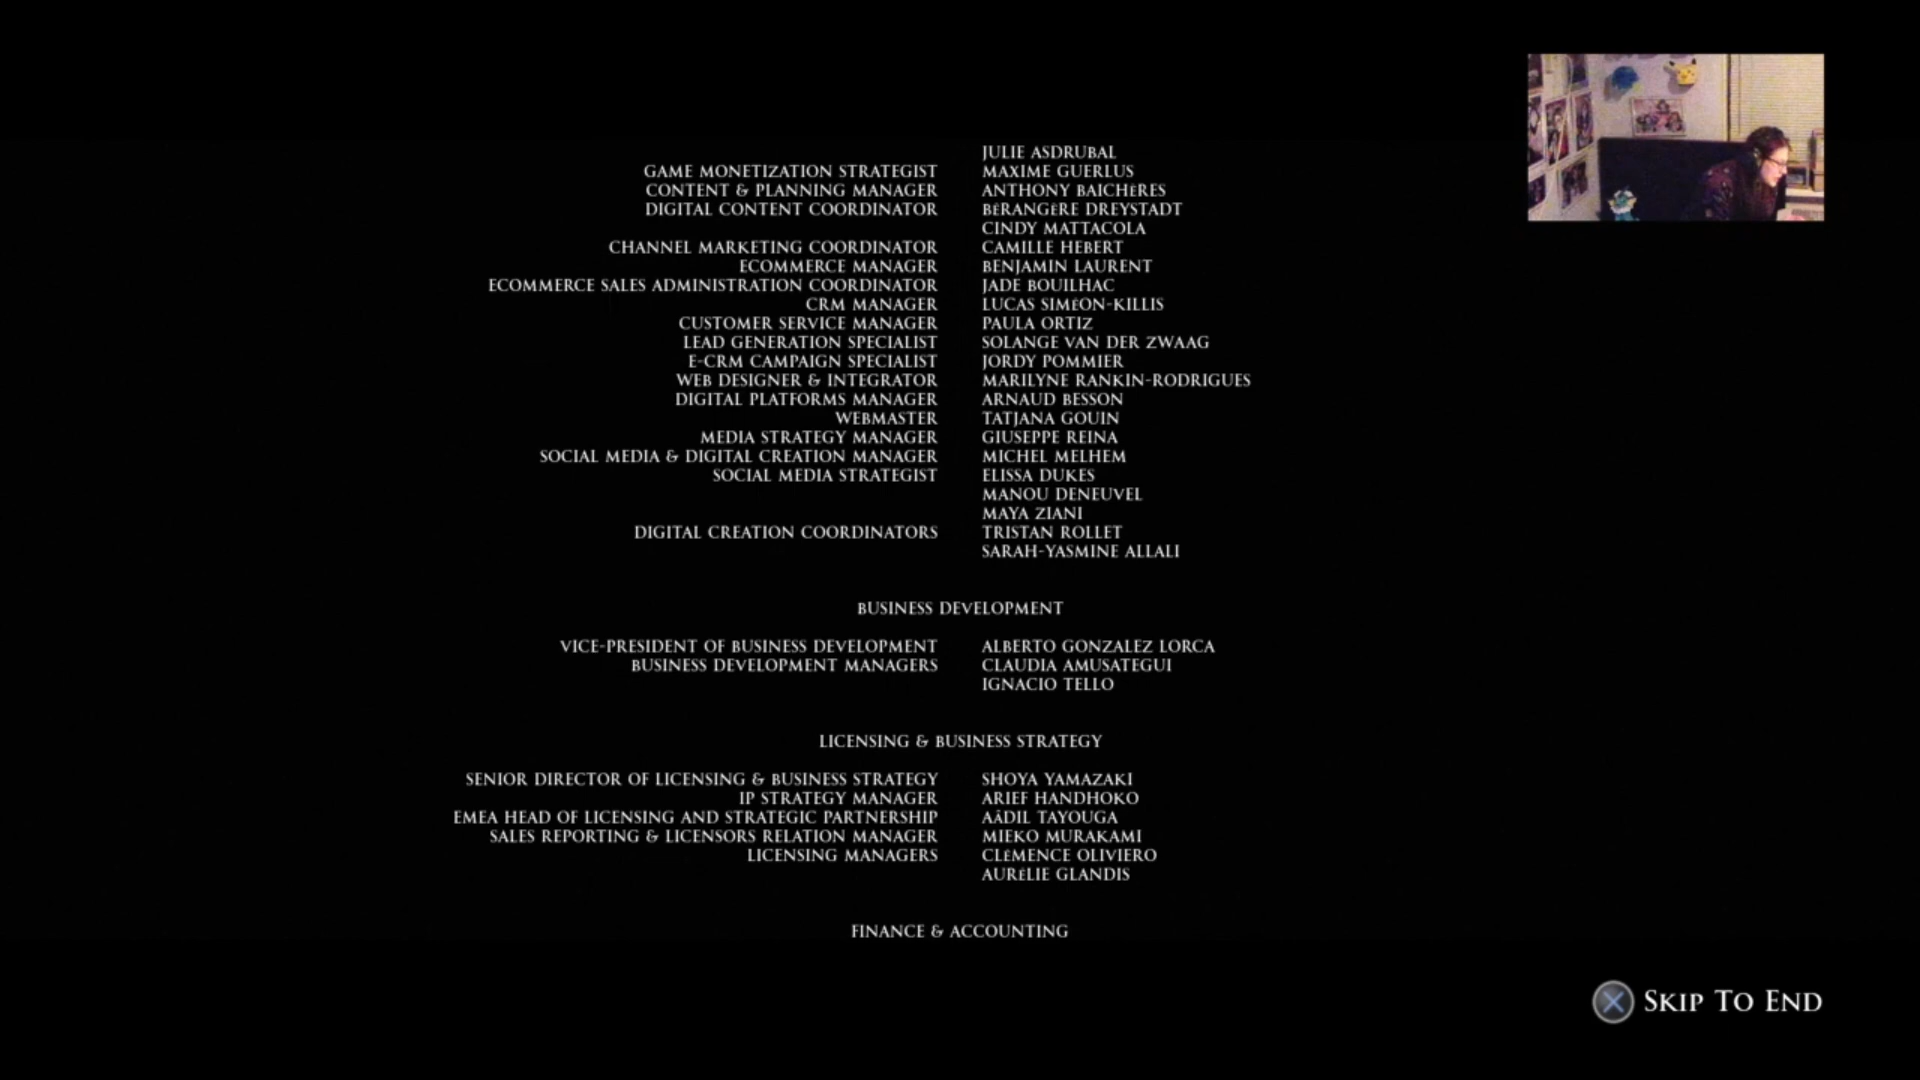 JULIE ASDRUBAL
GAME MONETIZATION STRATEGIST MAXIME GUERLUS
CONTENT & PLANNING MANAGER ANTHONY BAICHÈRES
DIGITAL CONTENT COORDINATOR BÉRANGÈRE DREYSTADT
CINDY MATTACOLA
CHANNEL MARKETING COORDINATOR CAMILLE HEBERT
ECOMMERCE MANAGER BENJAMIN LAURENT
ECOMMERCE SALES ADMINISTRATION COORDINATOR JADE BOUILHAC
CRM MANAGER LUCAS SIMÉON-KILLIS
CUSTOMER SERVICE MANAGER PAULA ORTIZ
LEAD GENERATION SPECIALIST SOLANGE VAN DER ZWAAG
E-CRM CAMPAIGN SPECIALIST JORDY POMMIER
WEB DESIGNER & INTEGRATOR MARILYNE RANKIN-RODRIGUES
DIGITAL PLATFORMS MANAGER ARNAUD BESSON
WEBMASTER TATJANA GOUIN
MEDIA STRATEGY MANAGER GIUSEPPE REINA
SOCIAL MEDIA & DIGITAL CREATION MANAGER MICHEL MELHEM
SOCIAL MEDIA STRATEGIST ELISSA DUKES
MANOU DENEUVEL
MAYA ZIANI
DIGITAL CREATION COORDINATORS TRISTAN ROLLET
SARAH-YASMINE ALLALI
BUSINESS DEVELOPMENT
VICE-PRESIDENT OF BUSINESS DEVELOPMENT ALBERTO GONZALEZ LORCA
BUSINESS DEVELOPMENT MANAGERS CLAUDIA AMUSATEGUI
IGNACIO TELLO
LICENSING & BUSINESS STRATEGY
SENIOR DIRECTOR OF LICENSING & BUSINESS STRATEGY SHOYA YAMAZAKI
IP STRATEGY MANAGER ARIEF HANDHOKO
EMEA HEAD OF LICENSING AND STRATEGIC PARTNERSHIP AÂDIL TAYOUGA
SALES REPORTING & LICENSORS RELATION MANAGER MIEKO MURAKAMI
LICENSING MANAGERS CLÉMENCE OLIVIERO
AURÉLIE GLANDIS
FINANCE & ACCOUNTING
SKIP TO END